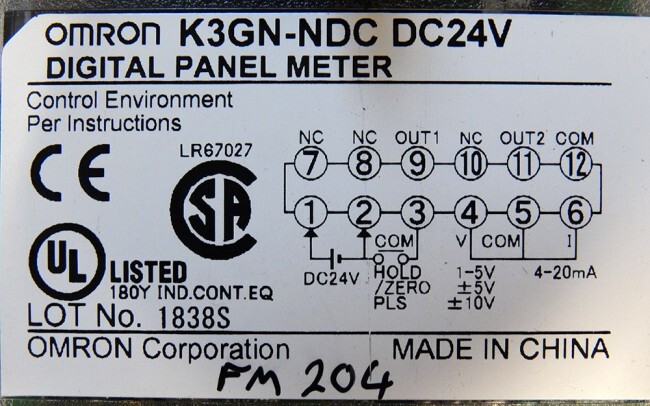 OMRON K3GN-NDC DC24V
DIGITAL PANEL METER
Control Environment
Per Instructions
CE
LR67027
SA
UL LISTED
180Y IND.CONT.EQ
LOT No. 1838S
NC NC OUT1 NC OUT2 COM
7 8 9 10 11 12
1 2 3 4 5 6
COM V COM I
DC24V HOLD 1-5V 4-20mA
/ZERO ±5V
PLS ±10V
OMRON Corporation MADE IN CHINA
FM 204